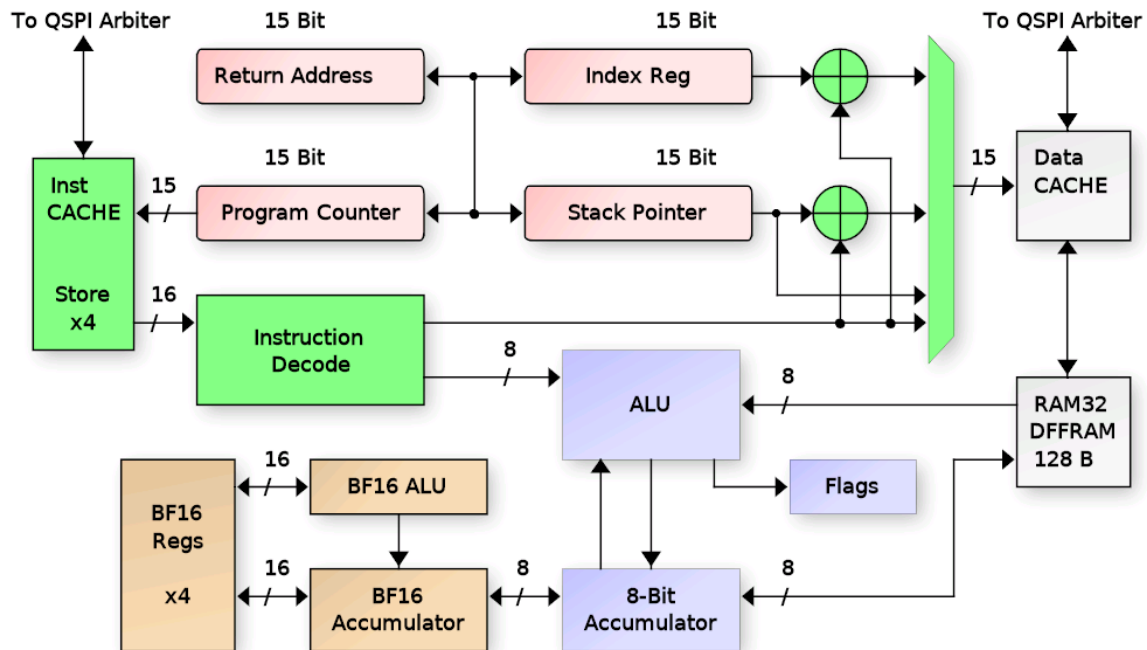 To QSPI Arbiter
15 Bit
15 Bit
To QSPI Arbiter
Return Address
Index Reg
15 Bit
15 Bit
Inst
CACHE
15
Program Counter
Stack Pointer
15
Data
CACHE
Store
x4
16
Instruction
Decode
8
ALU
8
RAM32
DFFRAM
128 B
BF16
Regs
x4
16
BF16 ALU
Flags
16
BF16
Accumulator
8
8-Bit
Accumulator
8